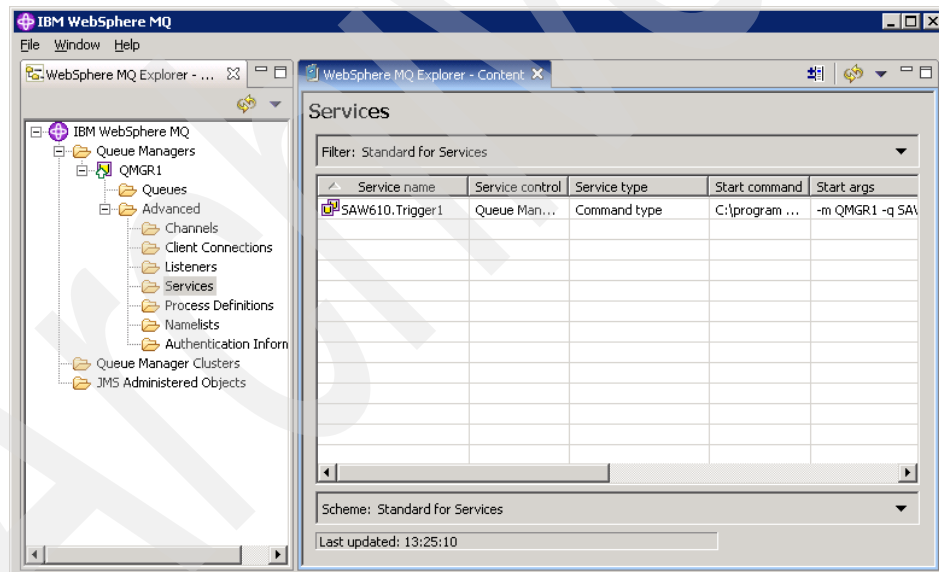 IBM WebSphere MQ
File Window Help
WebSphere MQ Explorer - ...
IBM WebSphere MQ
Queue Managers
QMGR1
Queues
Advanced
Channels
Client Connections
Listeners
Services
Process Definitions
Namelists
Authentication Inforn
Queue Manager Clusters
JMS Administered Objects
WebSphere MQ Explorer - Content
Services
Filter: Standard for Services
Service name Service control Service type Start command Start args
SAW610.Trigger1 Queue Man... Command type C:\program ... -m QMGR1 -q SAV
Scheme: Standard for Services
Last updated: 13:25:10